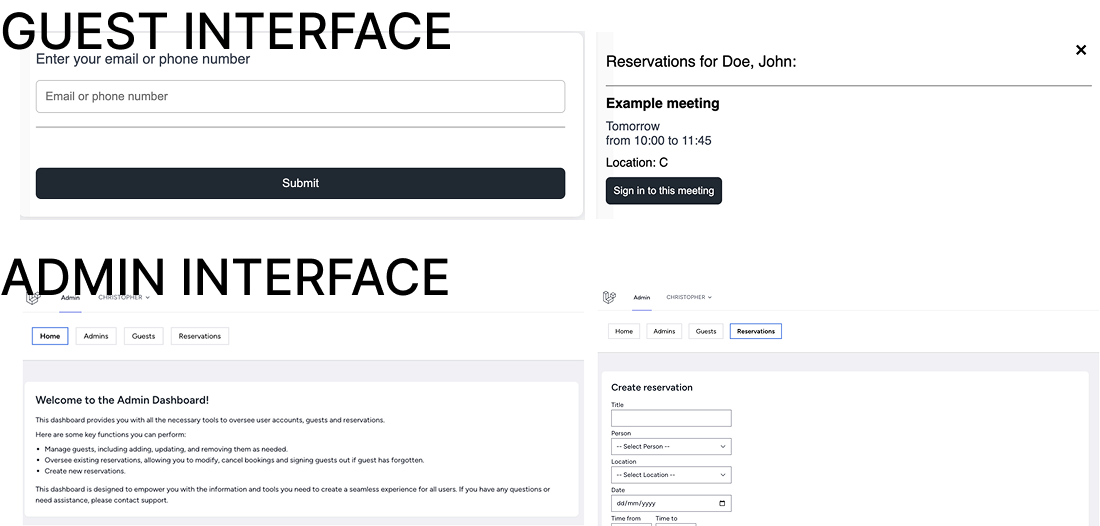 GUEST INTERFACE
Enter your email or phone number
Email or phone number
Submit
Reservations for Doe, John:
×
Example meeting
Tomorrow
from 10:00 to 11:45
Location: C
Sign in to this meeting
ADMIN INTERFACE
Admin CHRISTOPHER
Home Admins Guests Reservations
Welcome to the Admin Dashboard!
This dashboard provides you with all the necessary tools to oversee user accounts, guests and reservations.
Here are some key functions you can perform:
• Manage guests, including adding, updating, and removing them as needed.
• Oversee existing reservations, allowing you to modify, cancel bookings and signing guests out if guest has forgotten.
• Create new reservations.
This dashboard is designed to empower you with the information and tools you need to create a seamless experience for all users. If you have any questions or
need assistance, please contact support.
Admin CHRISTOPHER
Home Admins Guests Reservations
Create reservation
Title
Person
-- Select Person --
Location
-- Select Location --
Date
dd/mm/yyyy
Time from Time to